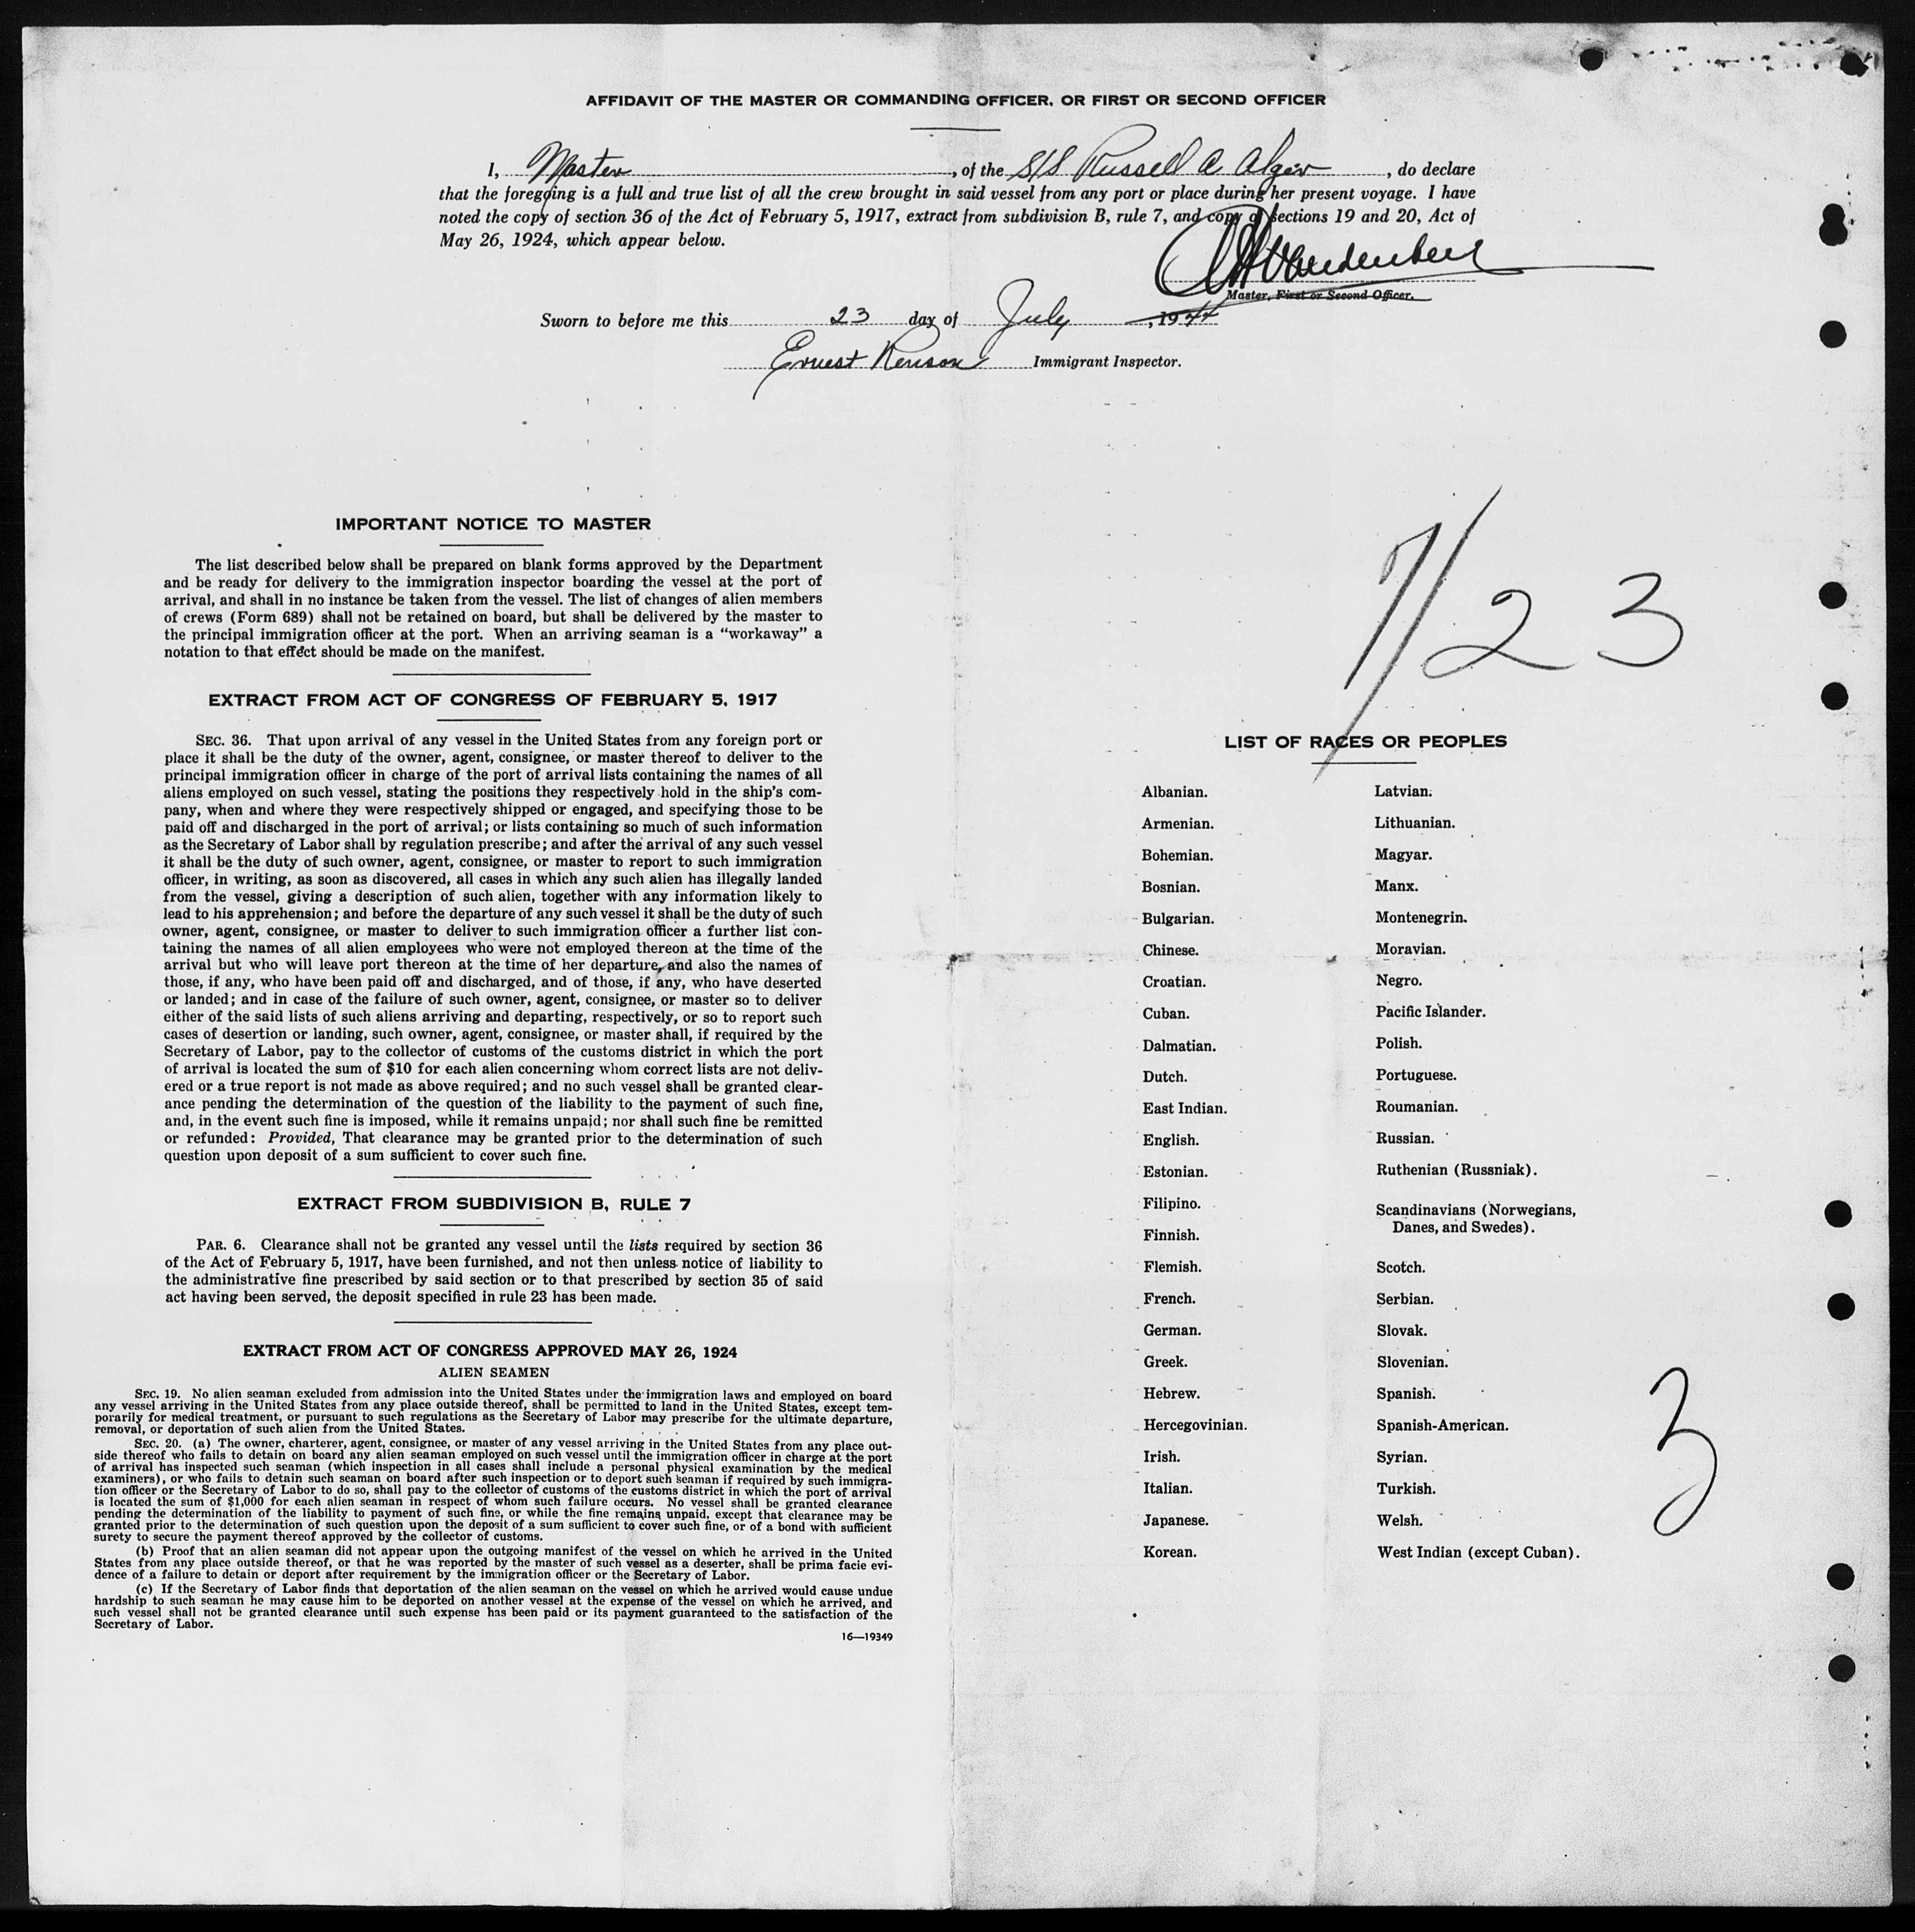 AFFIDAVIT OF THE MASTER OR COMMANDING OFFICER, OR FIRST OR SECOND OFFICER
I, Master, of the S/S Russell A Alger, do declare
that the foregoing is a full and true list of all the crew brought in said vessel from any port or place during her present voyage. I have
noted the copy of section 36 of the Act of February 5, 1917, extract from subdivision B, rule 7, and copy of sections 19 and 20, Act of
May 26, 1924, which appear below.
Master, First or Second Officer.
Sworn to before me this 23 day of July, 1944
Ernest Renson Immigrant Inspector.
IMPORTANT NOTICE TO MASTER
The list described below shall be prepared on blank forms approved by the Department
and be ready for delivery to the immigration inspector boarding the vessel at the port of
arrival, and shall in no instance be taken from the vessel. The list of changes of alien members
of crews (Form 689) shall not be retained on board, but shall be delivered by the master to
the principal immigration officer at the port. When an arriving seaman is a "workaway" a
notation to that effect should be made on the manifest.
EXTRACT FROM ACT OF CONGRESS OF FEBRUARY 5, 1917
SEC. 36. That upon arrival of any vessel in the United States from any foreign port or
place it shall be the duty of the owner, agent, consignee, or master thereof to deliver to the
principal immigration officer in charge of the port of arrival lists containing the names of all
aliens employed on such vessel, stating the positions they respectively hold in the ship's com-
pany, when and where they were respectively shipped or engaged, and specifying those to be
paid off and discharged in the port of arrival; or lists containing so much of such information
as the Secretary of Labor shall by regulation prescribe; and after the arrival of any such vessel
it shall be the duty of such owner, agent, consignee, or master to report to such immigration
officer, in writing, as soon as discovered, all cases in which any such alien has illegally landed
from the vessel, giving a description of such alien, together with any information likely to
lead to his apprehension; and before the departure of any such vessel it shall be the duty of such
owner, agent, consignee, or master to deliver to such immigration officer a further list con-
taining the names of all alien employees who were not employed thereon at the time of the
arrival but who will leave port thereon at the time of her departure, and also the names of
those, if any, who have been paid off and discharged, and of those, if any, who have deserted
or landed; and in case of the failure of such owner, agent, consignee, or master so to deliver
either of the said lists of such aliens arriving and departing, respectively, or so to report such
cases of desertion or landing, such owner, agent, consignee, or master shall, if required by the
Secretary of Labor, pay to the collector of customs of the customs district in which the port
of arrival is located the sum of $10 for each alien concerning whom correct lists are not deliv-
ered or a true report is not made as above required; and no such vessel shall be granted clear-
ance pending the determination of the question of the liability to the payment of such fine,
and, in the event such fine is imposed, while it remains unpaid; nor shall such fine be remitted
or refunded: Provided, That clearance may be granted prior to the determination of such
question upon deposit of a sum sufficient to cover such fine.
EXTRACT FROM SUBDIVISION B, RULE 7
PAR. 6. Clearance shall not be granted any vessel until the lists required by section 36
of the Act of February 5, 1917, have been furnished, and not then unless notice of liability to
the administrative fine prescribed by said section or to that prescribed by section 35 of said
act having been served, the deposit specified in rule 23 has been made.
EXTRACT FROM ACT OF CONGRESS APPROVED MAY 26, 1924
ALIEN SEAMEN
SEC. 19. No alien seaman excluded from admission into the United States under the immigration laws and employed on board
any vessel arriving in the United States from any place outside thereof, shall be permitted to land in the United States, except tem-
porarily for medical treatment, or pursuant to such regulations as the Secretary of Labor may prescribe for the ultimate departure,
removal, or deportation of such alien from the United States.
SEC. 20. (a) The owner, charterer, agent, consignee, or master of any vessel arriving in the United States from any place out-
side thereof who fails to detain on board any alien seaman employed on such vessel until the immigration officer in charge at the port
of arrival has inspected such seaman (which inspection in all cases shall include a personal physical examination by the medical
examiners), or who fails to detain such seaman on board after such inspection or to deport such seaman if required by such immigra-
tion officer or the Secretary of Labor to do so, shall pay to the collector of customs of the customs district in which the port of arrival
is located the sum of $1,000 for each alien seaman in respect of whom such failure occurs. No vessel shall be granted clearance
pending the determination of the liability to payment of such fine, or while the fine remains unpaid, except that clearance may be
granted prior to the determination of such question upon the deposit of a sum sufficient to cover such fine, or of a bond with sufficient
surety to secure the payment thereof approved by the collector of customs.
(b) Proof that an alien seaman did not appear upon the outgoing manifest of the vessel on which he arrived in the United
States from any place outside thereof, or that he was reported by the master of such vessel as a deserter, shall be prima facie evi-
dence of a failure to detain or deport after requirement by the immigration officer or the Secretary of Labor.
(c) If the Secretary of Labor finds that deportation of the alien seaman on the vessel on which he arrived would cause undue
hardship to such seaman he may cause him to be deported on another vessel at the expense of the vessel on which he arrived, and
such vessel shall not be granted clearance until such expense has been paid or its payment guaranteed to the satisfaction of the
Secretary of Labor.
16—19349
7/23
LIST OF RACES OR PEOPLES
Albanian.
Armenian.
Bohemian.
Bosnian.
Bulgarian.
Chinese.
Croatian.
Cuban.
Dalmatian.
Dutch.
East Indian.
English.
Estonian.
Filipino.
Finnish.
Flemish.
French.
German.
Greek.
Hebrew.
Hercegovinian.
Irish.
Italian.
Japanese.
Korean.
Latvian.
Lithuanian.
Magyar.
Manx.
Montenegrin.
Moravian.
Negro.
Pacific Islander.
Polish.
Portuguese.
Roumanian.
Russian.
Ruthenian (Russniak).
Scandinavians (Norwegians,
Danes, and Swedes).
Scotch.
Serbian.
Slovak.
Slovenian.
Spanish.
Spanish-American.
Syrian.
Turkish.
Welsh.
West Indian (except Cuban).
3